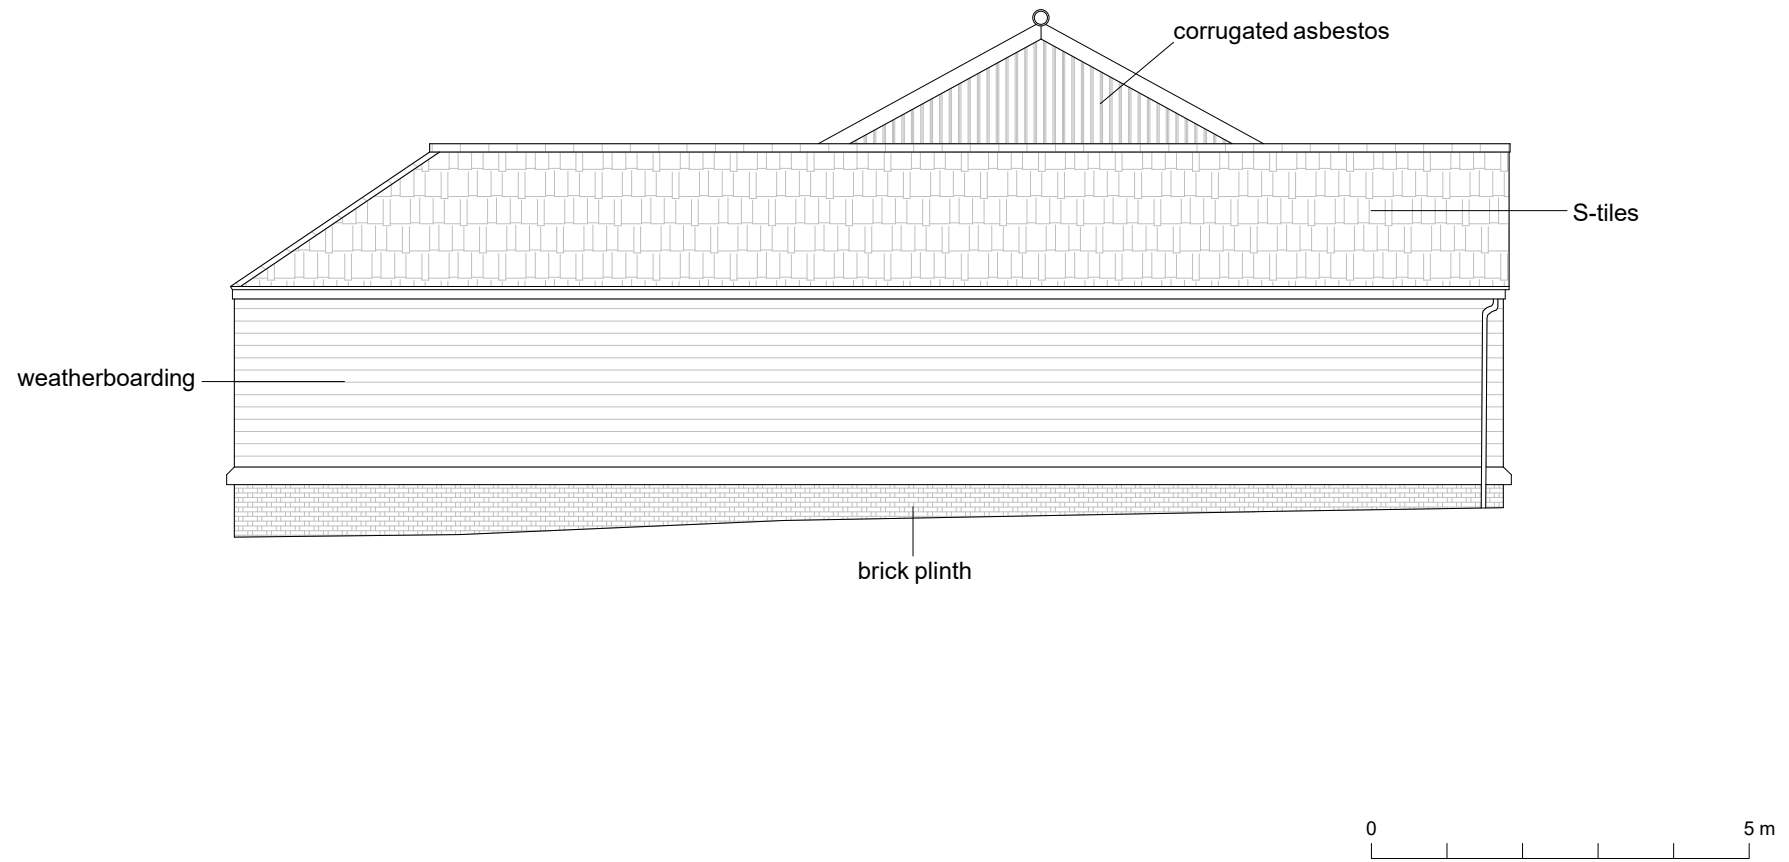 corrugated asbestos
S-tiles
weatherboarding
brick plinth
0 5 m